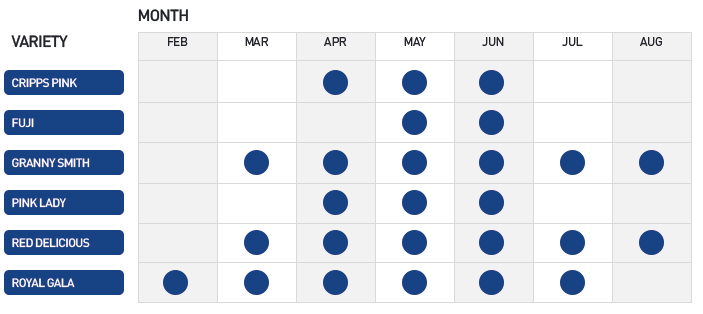 MONTH
VARIETY
FEB MAR APR MAY JUN JUL AUG
CRIPPS PINK
FUJI
GRANNY SMITH
PINK LADY
RED DELICIOUS
ROYAL GALA